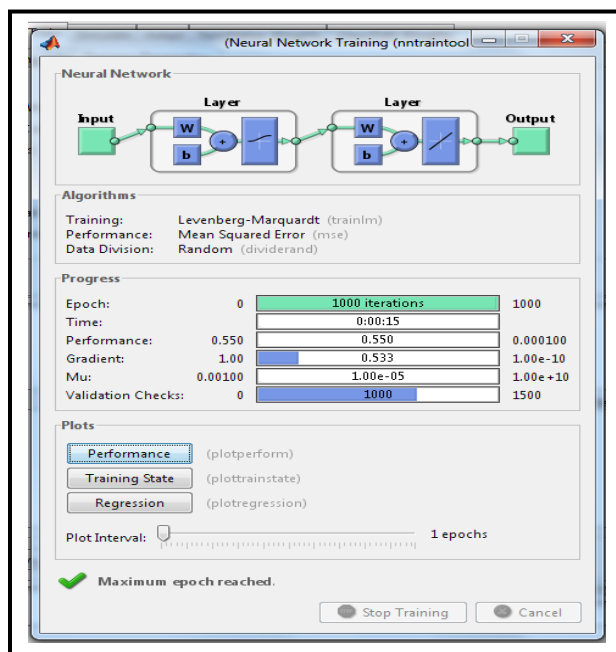 (Neural Network Training (nntraintool
Neural Network
Layer Layer
Input Output
W W
b b
+ +
Algorithms
Training: Levenberg-Marquardt (trainlm)
Performance: Mean Squared Error (mse)
Data Division: Random (dividerand)
Progress
Epoch: 0 1000 iterations 1000
Time: 0:00:15
Performance: 0.550 0.550 0.000100
Gradient: 1.00 0.533 1.00e-10
Mu: 0.00100 1.00e-05 1.00e+10
Validation Checks: 0 1000 1500
Plots
Performance (plotperform)
Training State (plottrainstate)
Regression (plotregression)
Plot Interval: 1 epochs
Maximum epoch reached.
Stop Training Cancel